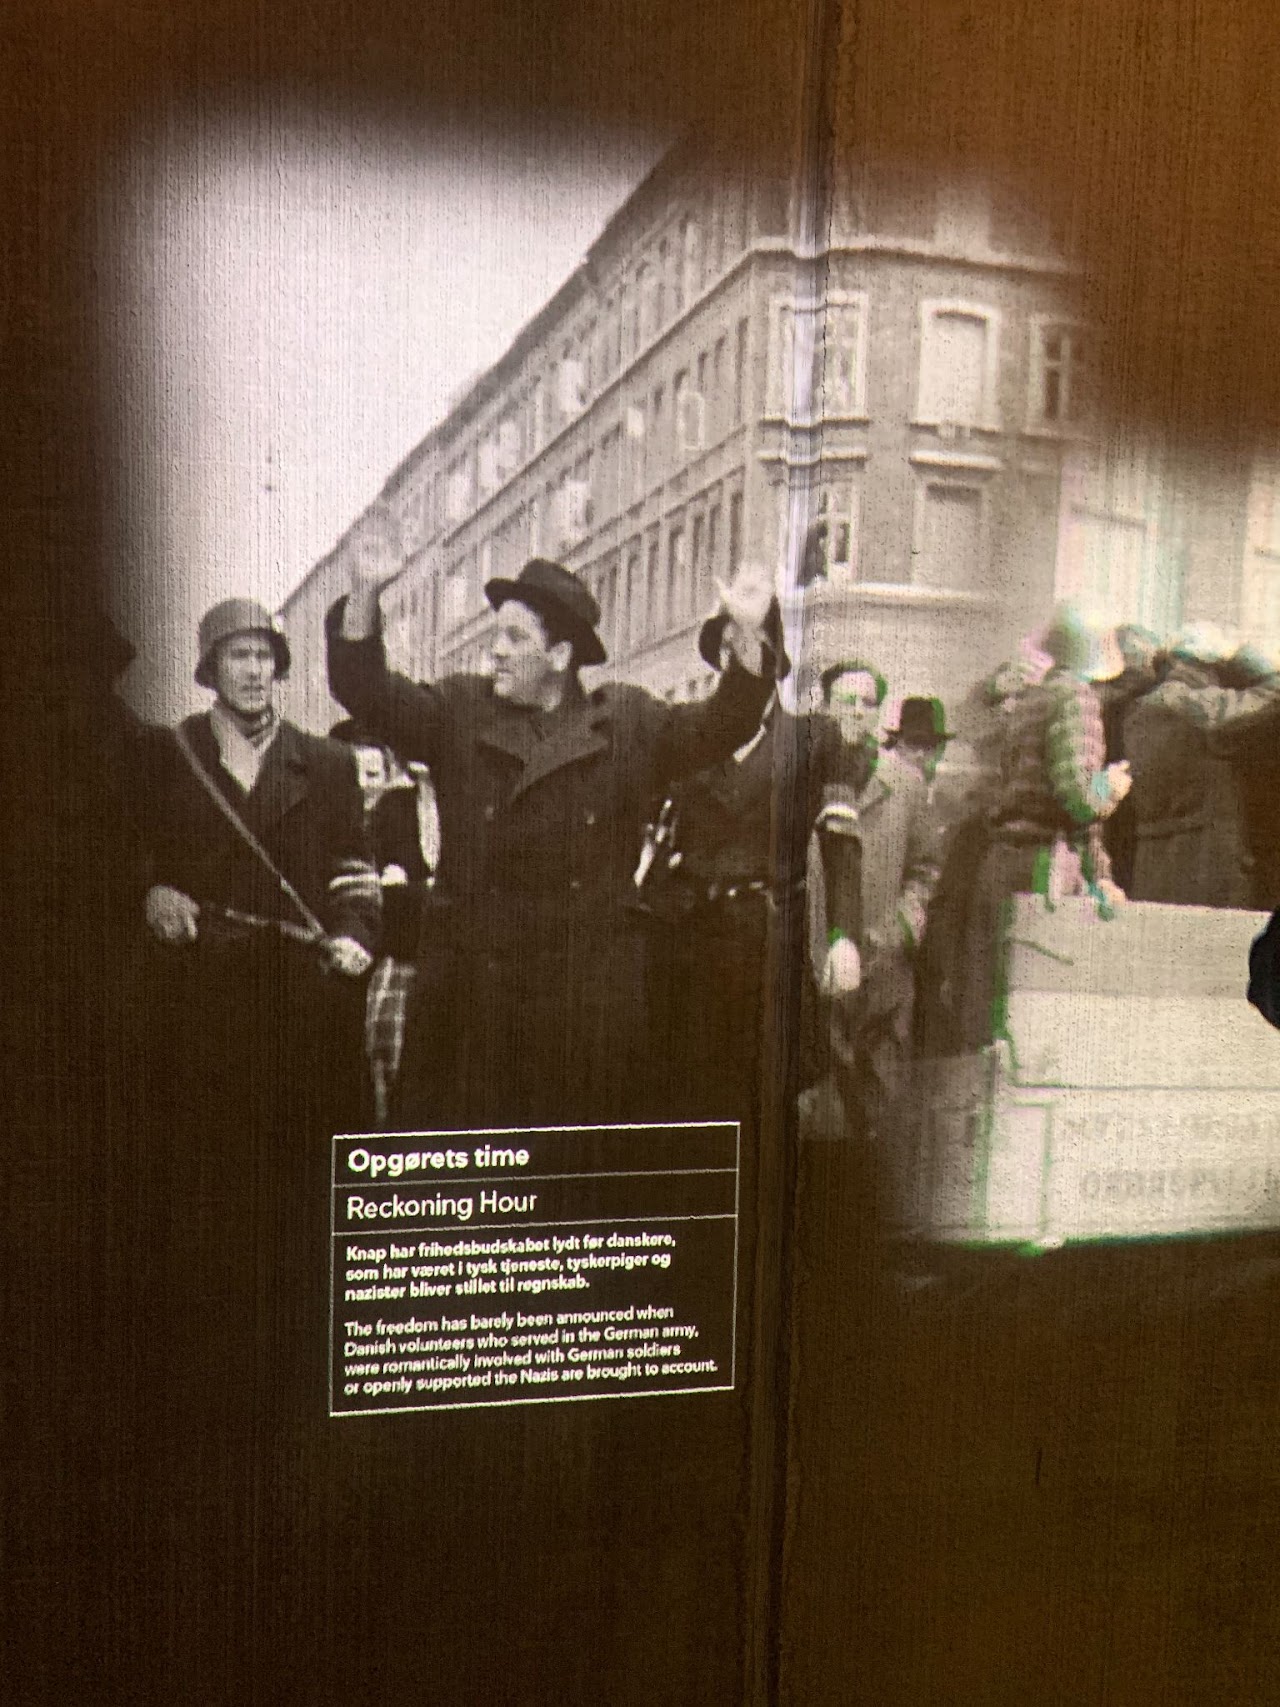 Opgørets time
Reckoning Hour
Knap har frihedsbudskabet lydt før danskere,
som har været i tysk tjeneste, tyskerpiger og
nazister bliver stillet til regnskab.
The freedom has barely been announced when
Danish volunteers who served in the German army,
were romantically involved with German soldiers
or openly supported the Nazis are brought to account.